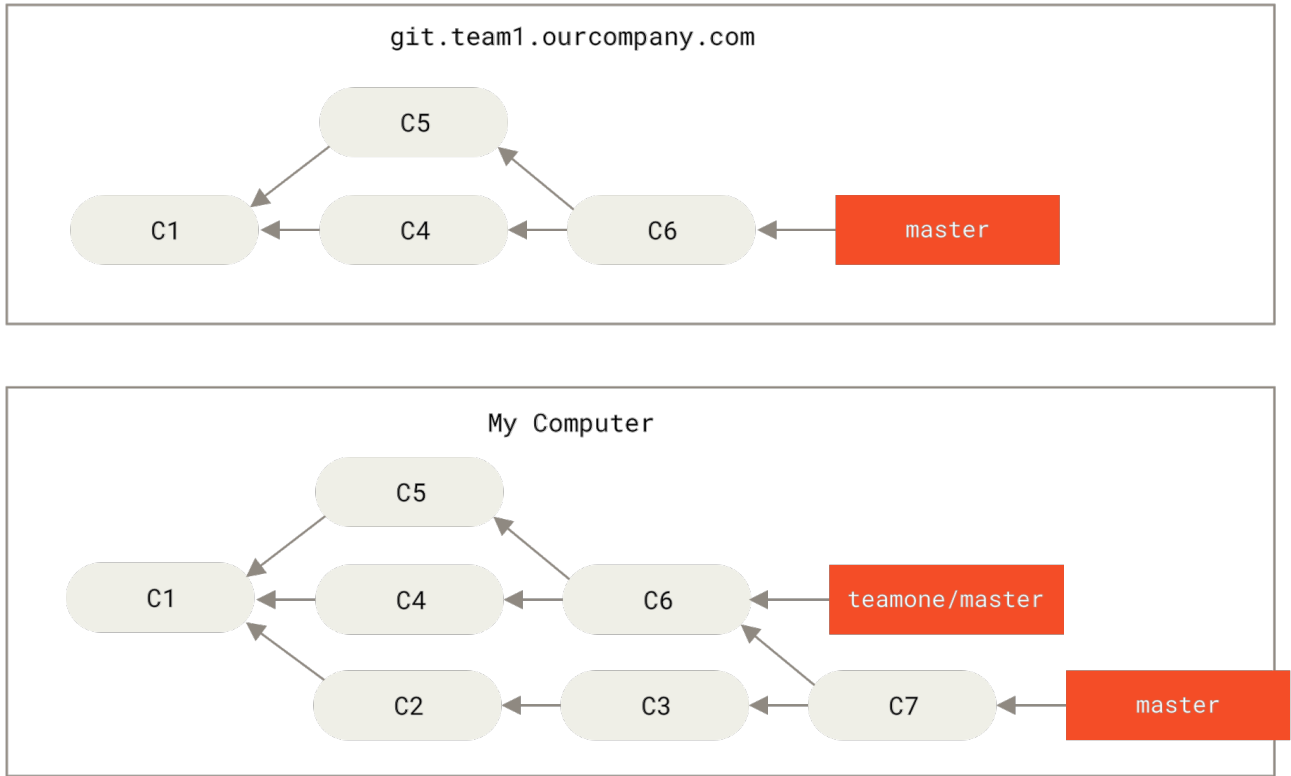 git.team1.ourcompany.com
C5
C1
C4
C6
master
My Computer
C5
C1
C4
C6
teamone/master
C2
C3
C7
master